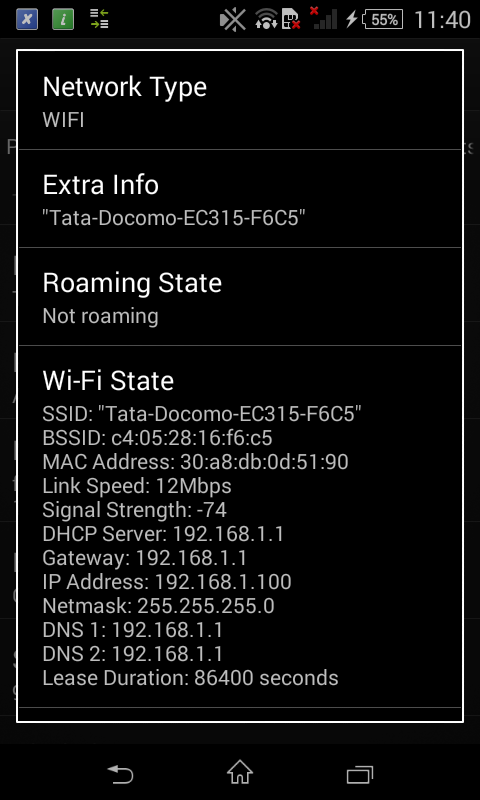 55%
11:40
Network Type
WIFI
Extra Info
"Tata-Docomo-EC315-F6C5"
Roaming State
Not roaming
Wi-Fi State
SSID: "Tata-Docomo-EC315-F6C5"
BSSID: c4:05:28:16:f6:c5
MAC Address: 30:a8:db:0d:51:90
Link Speed: 12Mbps
Signal Strength: -74
DHCP Server: 192.168.1.1
Gateway: 192.168.1.1
IP Address: 192.168.1.100
Netmask: 255.255.255.0
DNS 1: 192.168.1.1
DNS 2: 192.168.1.1
Lease Duration: 86400 seconds